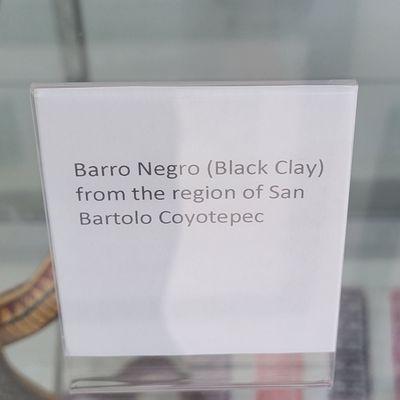 Barro Negro (Black Clay)
from the region of San
Bartolo Coyotepec